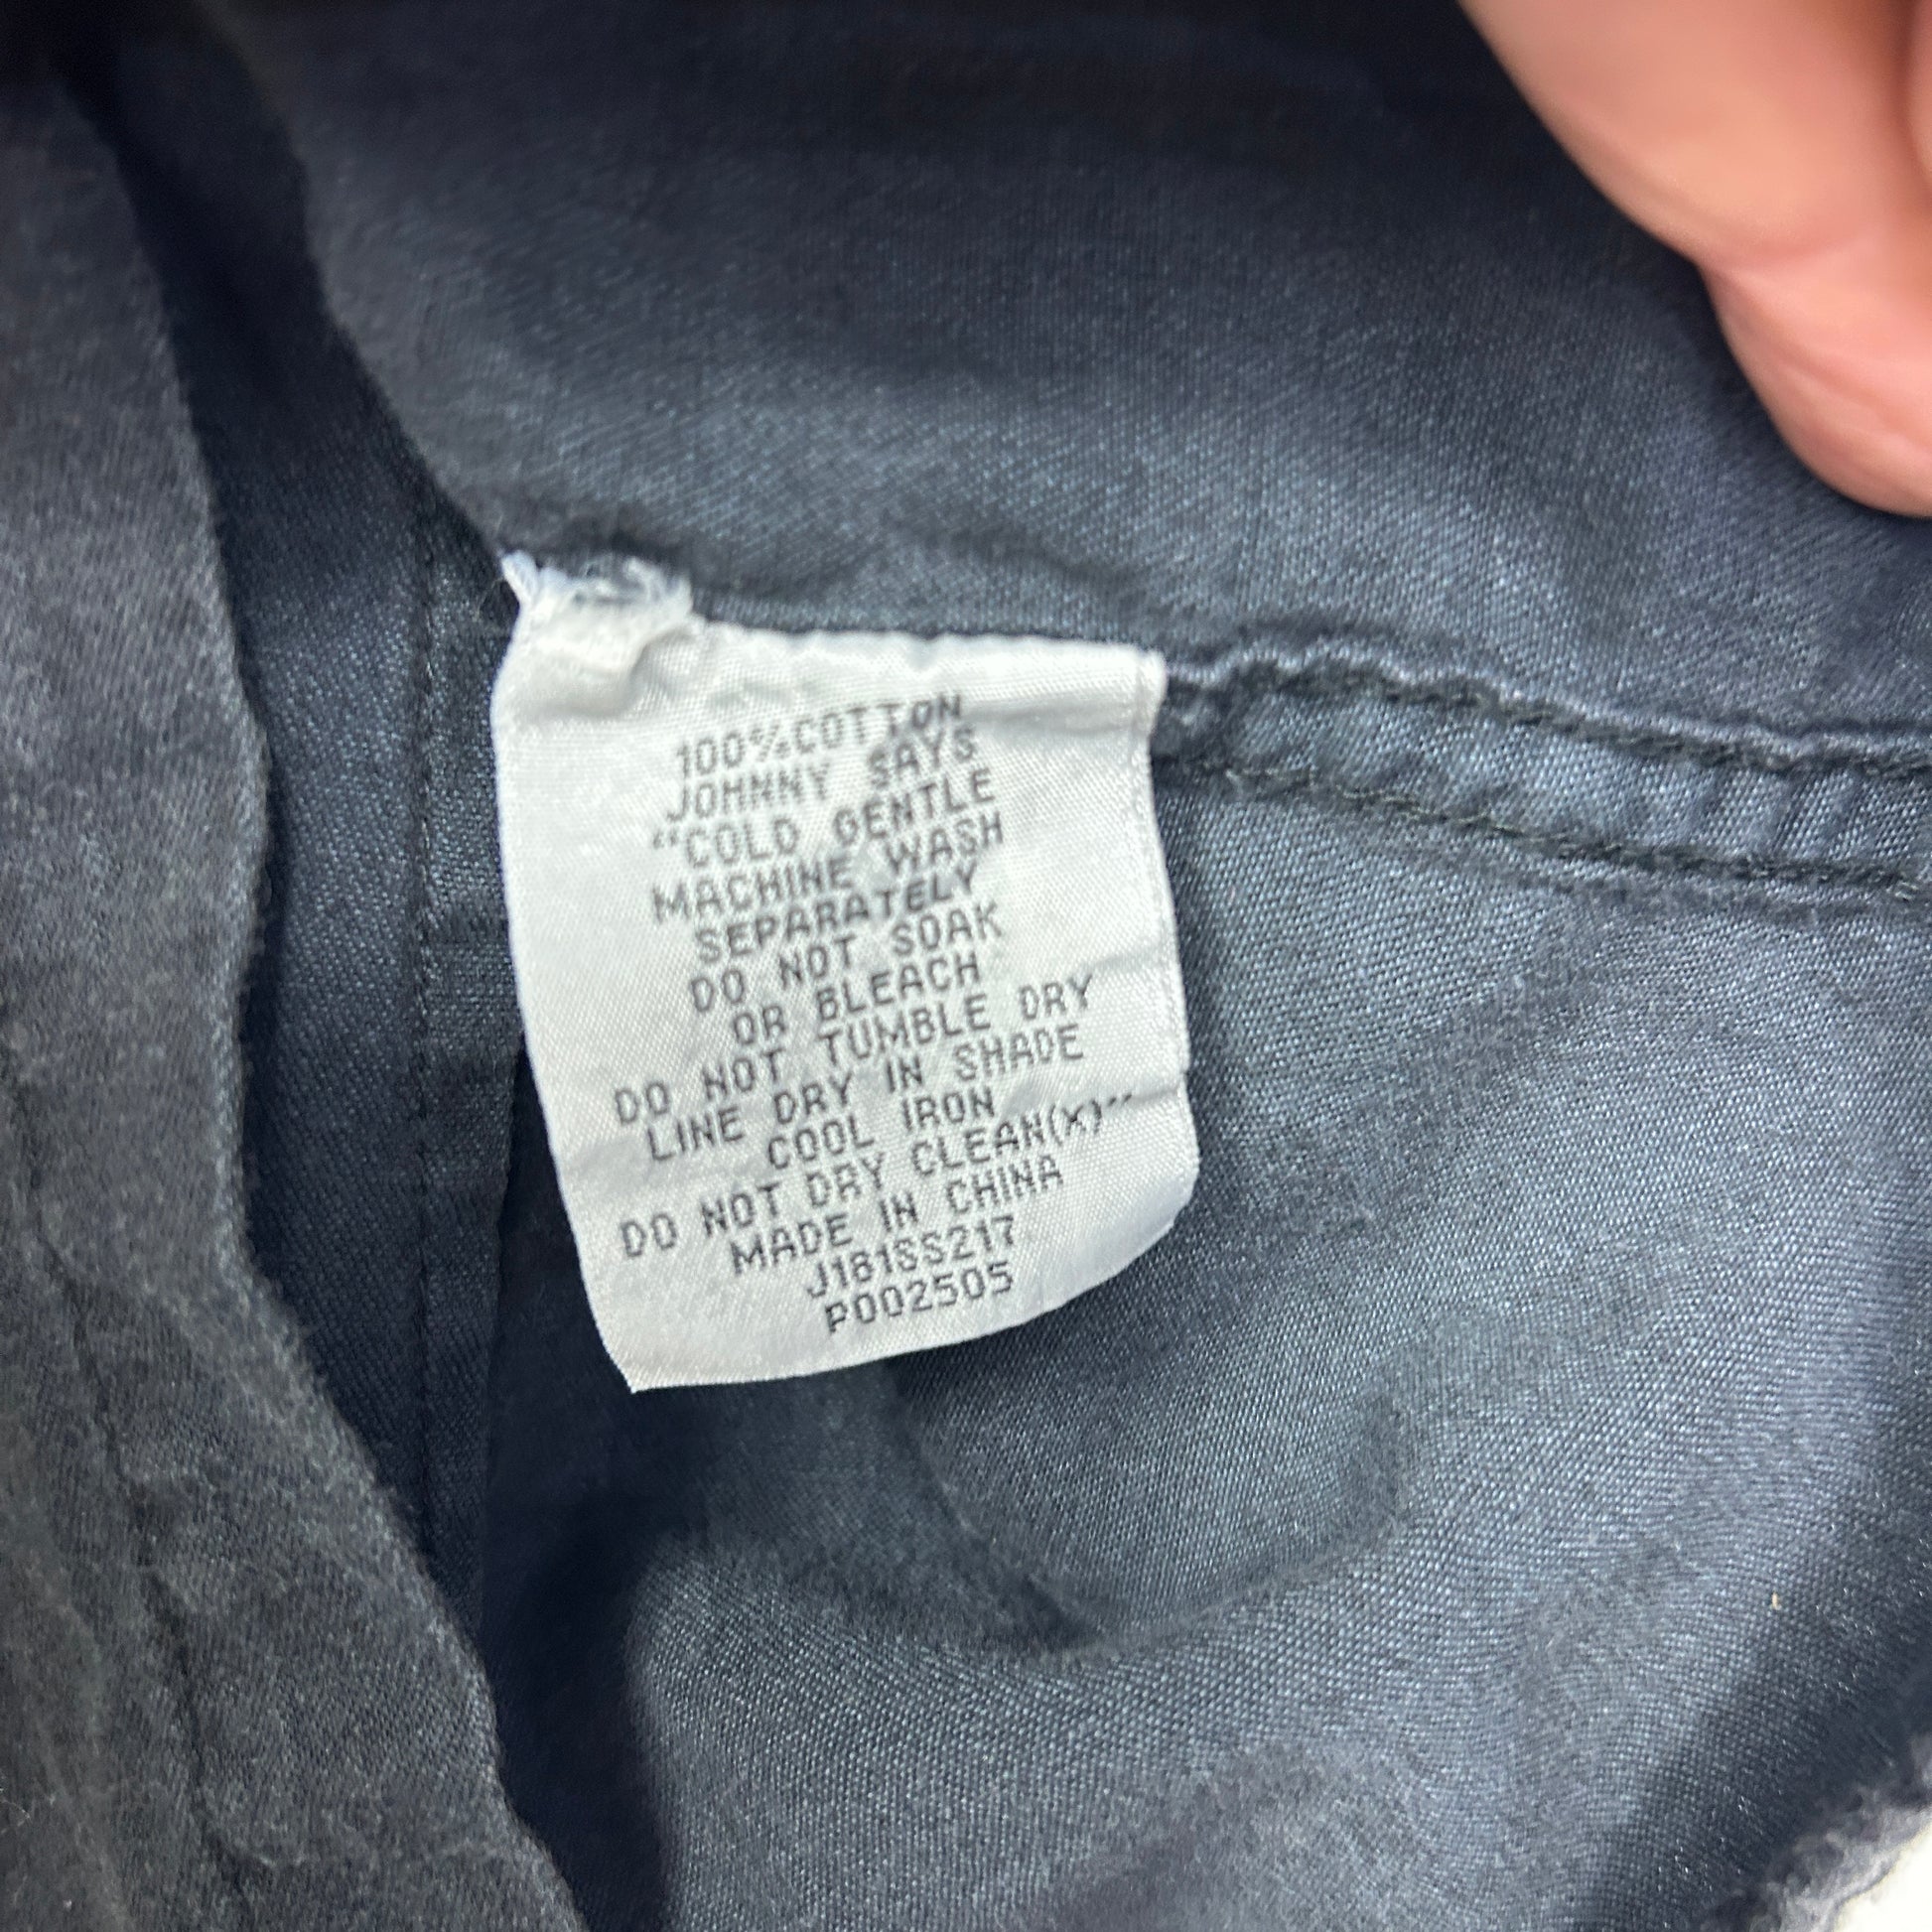 100%COTTON
JOHNNY SAYS
"COLD GENTLE
MACHINE WASH
SEPARATELY
DO NOT SOAK
OR BLEACH
DO NOT TUMBLE DRY
LINE DRY IN SHADE
COOL IRON
DO NOT DRY CLEAN(X)"
MADE IN CHINA
J181SS217
P002505